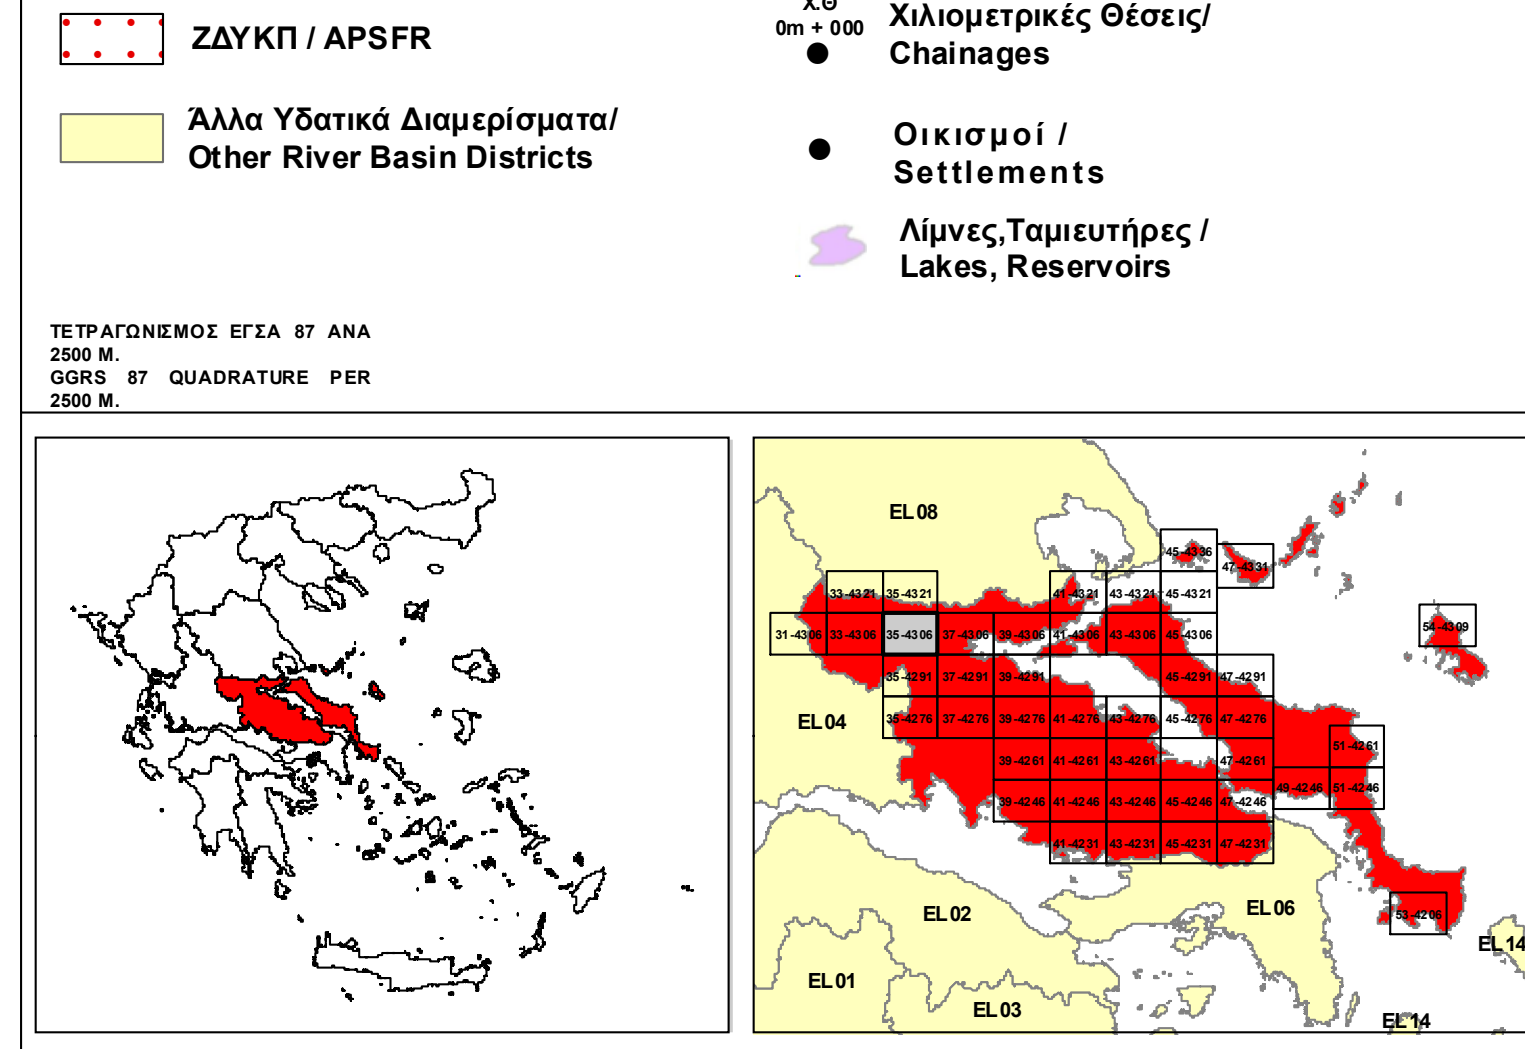 ΖΔΥΚΠ / APSFR
Άλλα Υδατικά Διαμερίσματα/
Other River Basin Districts
Χ.Θ
0m + 000
Χιλιομετρικές Θέσεις/
Chainages
Οικισμοί /
Settlements
Λίμνες,Ταμιευτήρες /
Lakes, Reservoirs
ΤΕΤΡΑΓΩΝΙΣΜΟΣ ΕΓΣΑ 87 ΑΝΑ
2500 Μ.
GGRS 87 QUADRATURE PER
2500 M.
EL08
45-4336
47-4331
33-4321 35-4321 41-4321 43-4321 45-4321
54-4309
31-4306 33-4306 35-4306 37-4306 39-4306 41-4306 43-4306 45-4306
35-4291 37-4291 39-4291 45-4291 47-4291
EL04
35-4276 37-4276 39-4276 41-4276 43-4276 45-4276 47-4276
51-4261
39-4261 41-4261 43-4261 47-4261
49-4246 51-4246
39-4246 41-4246 43-4246 45-4246 47-4246
41-4231 43-4231 45-4231 47-4231
EL02
EL06
53-4206
EL14
EL01
EL03
EL14